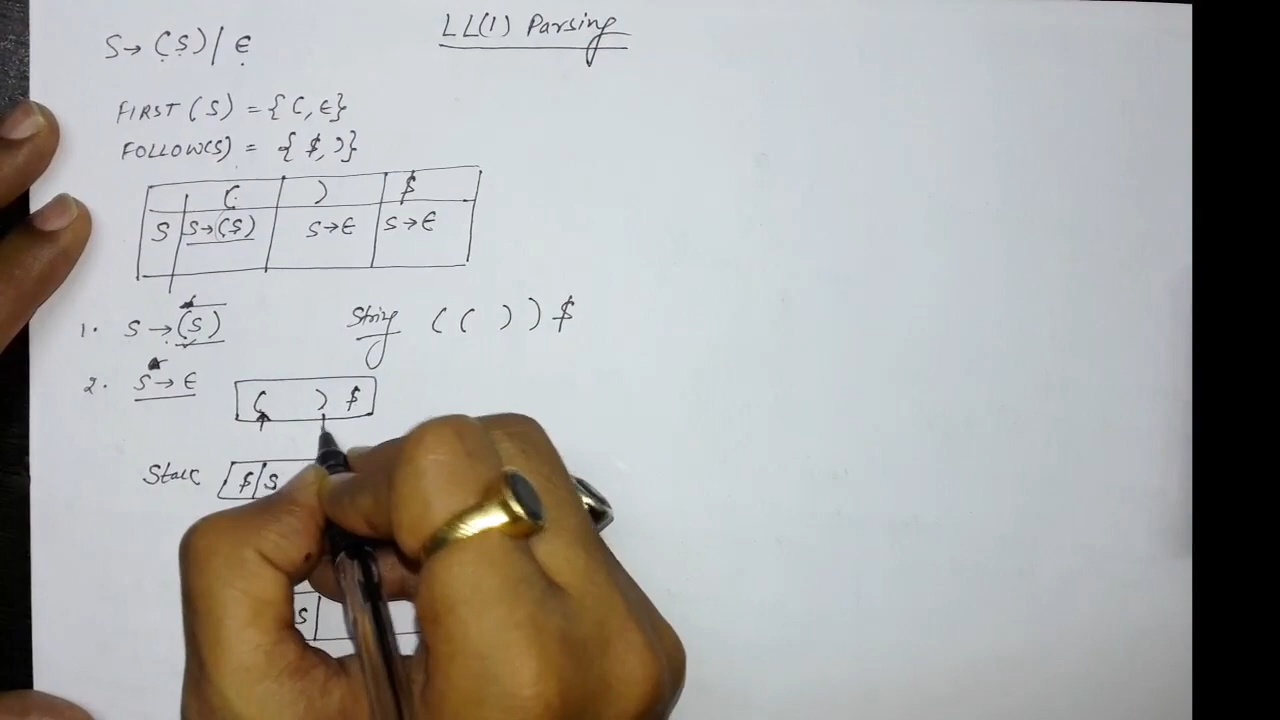 LL(1) Parsing
S→ (S) / ϵ
FIRST(S) = {(, ϵ}
FOLLOW(S) = {$, )}
( ) $
S S→(S) S→ϵ S→ϵ
1. S →(S) String ( ( ) ) $
2. S→ ϵ
( ) $
Stack $ S
S